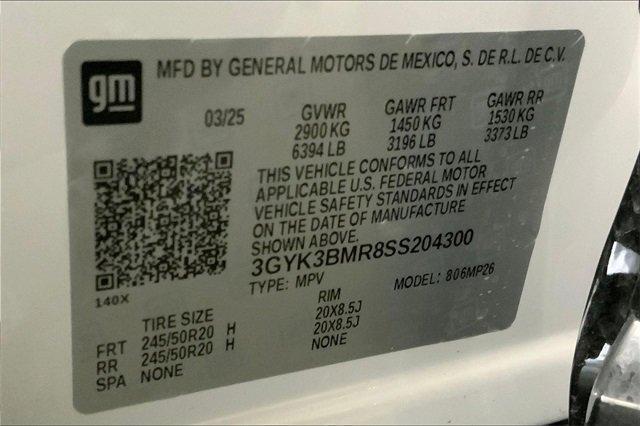 gm
MFD BY GENERAL MOTORS DE MEXICO, S. DE R.L. DE C.V.
03/25 GVWR GAWR FRT GAWR RR
2900 KG 1450 KG 1530 KG
6394 LB 3196 LB 3373 LB
THIS VEHICLE CONFORMS TO ALL
APPLICABLE U.S. FEDERAL MOTOR
VEHICLE SAFETY STANDARDS IN EFFECT
ON THE DATE OF MANUFACTURE
SHOWN ABOVE.
3GYK3BMR8SS204300
TYPE: MPV MODEL: 806MP26
140X
TIRE SIZE RIM
FRT 245/50R20 H 20X8.5J
RR 245/50R20 H 20X8.5J
SPA NONE NONE